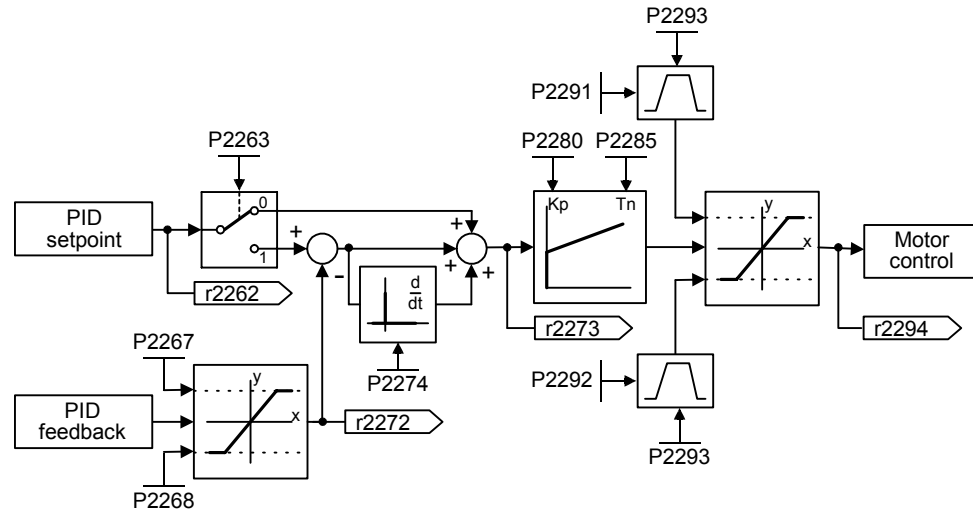 P2293
P2291
P2263
P2280
P2285
PID
setpoint
0
1
+
-
+
+
+
Kp
Tn
y
x
Motor
control
r2262
d
dt
r2273
r2294
P2267
P2274
P2292
PID
feedback
y
x
r2272
P2293
P2268